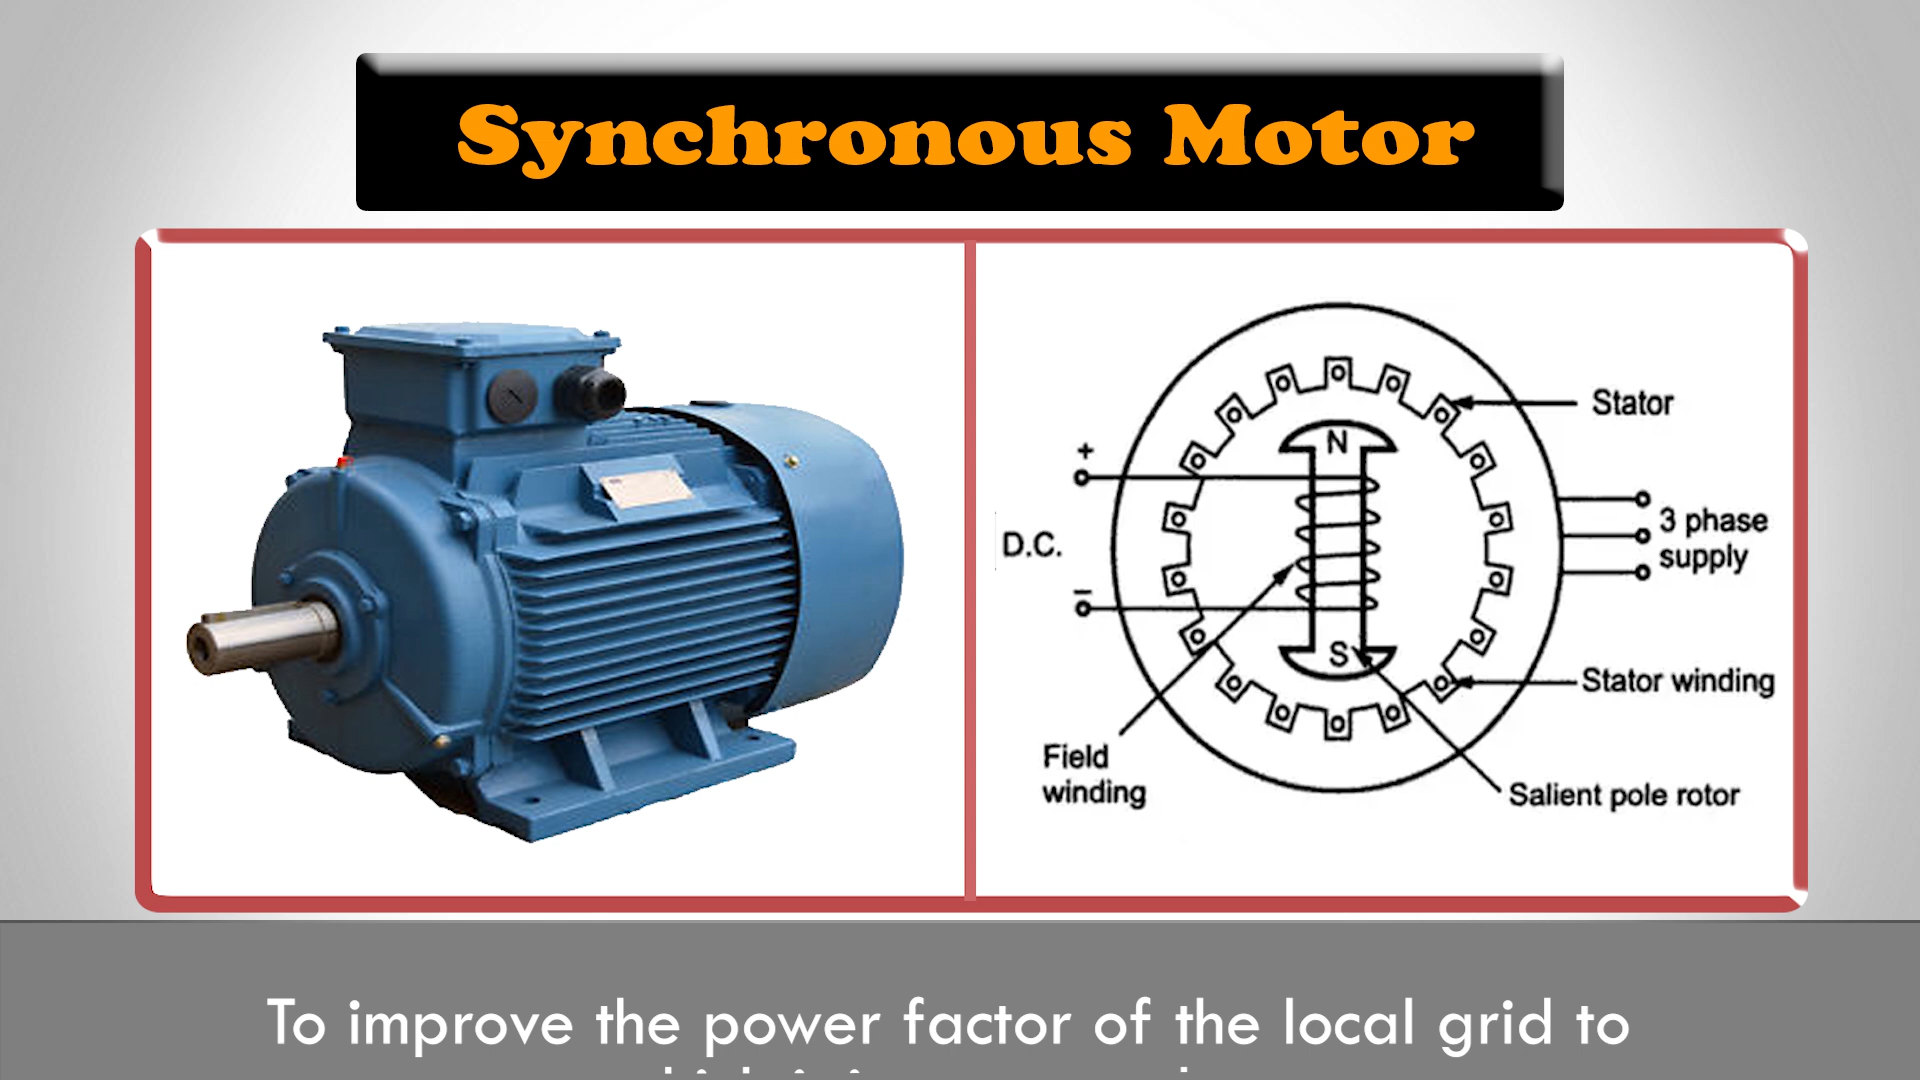 Synchronous Motor
N
Stator
+
3 phase
supply
D.C.
–
S
Stator winding
Field
winding
Salient pole rotor
To improve the power factor of the local grid to